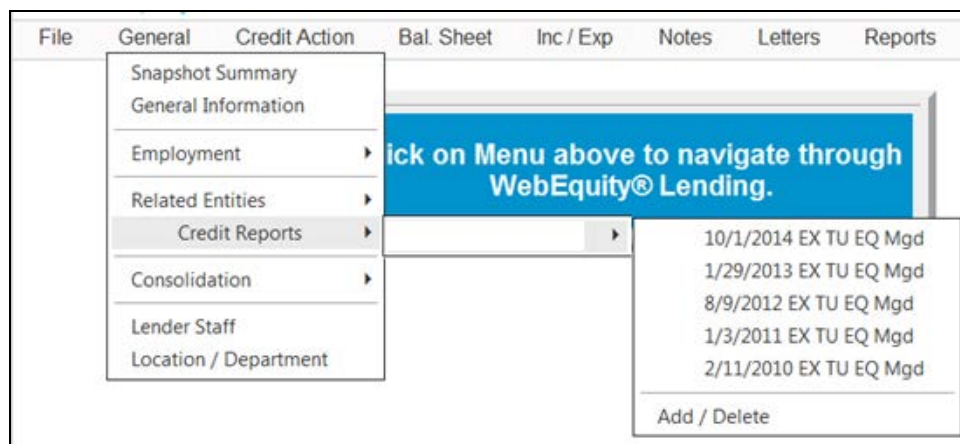 File General Credit Action Bal. Sheet Inc / Exp Notes Letters Reports
Snapshot Summary
General Information
Employment
Related Entities
Credit Reports
Consolidation
Lender Staff
Location / Department
ick on Menu above to navigate through
WebEquity® Lending.
10/1/2014 EX TU EQ Mgd
1/29/2013 EX TU EQ Mgd
8/9/2012 EX TU EQ Mgd
1/3/2011 EX TU EQ Mgd
2/11/2010 EX TU EQ Mgd
Add / Delete